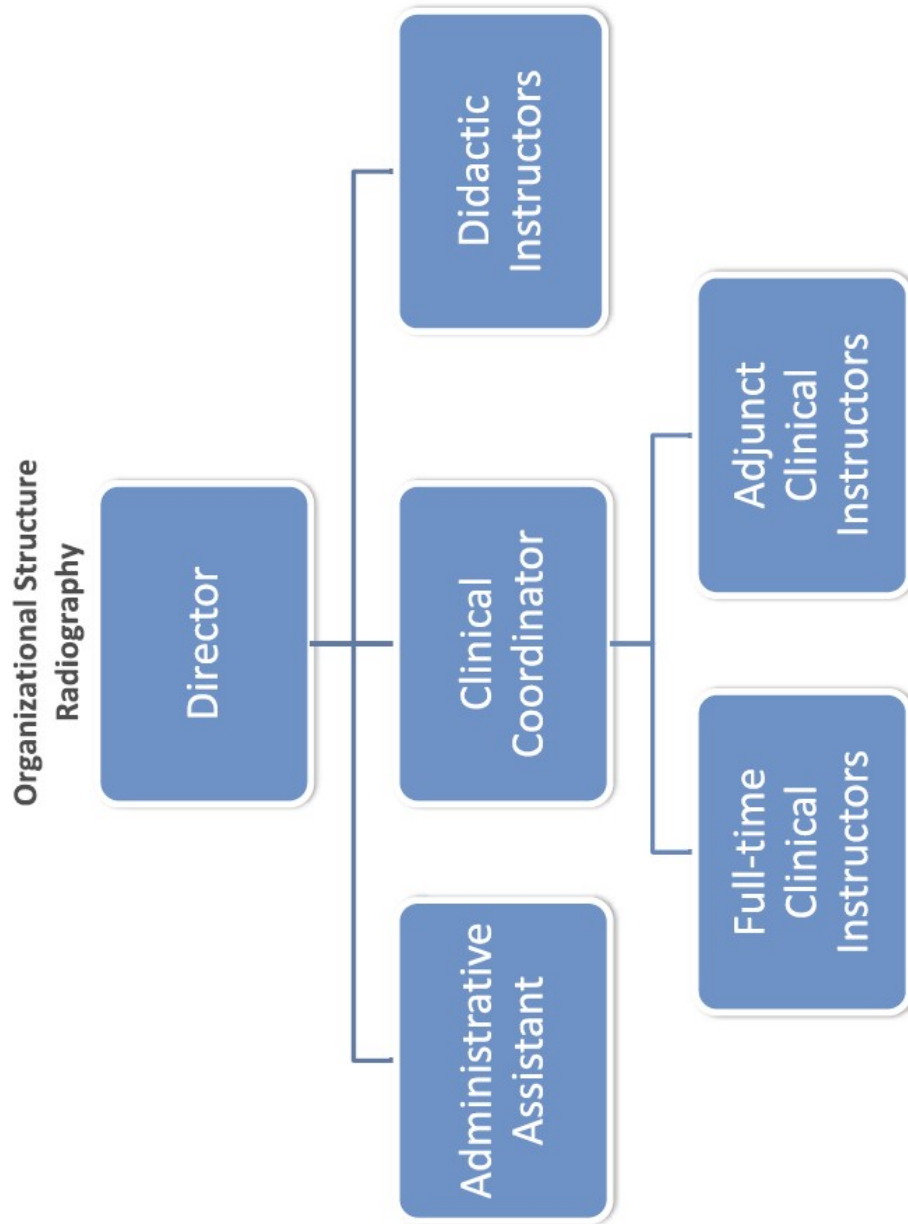 Organizational Structure
Radiography
Director
Administrative
Assistant
Clinical
Coordinator
Didactic
Instructors
Full-time
Clinical
Instructors
Adjunct
Clinical
Instructors